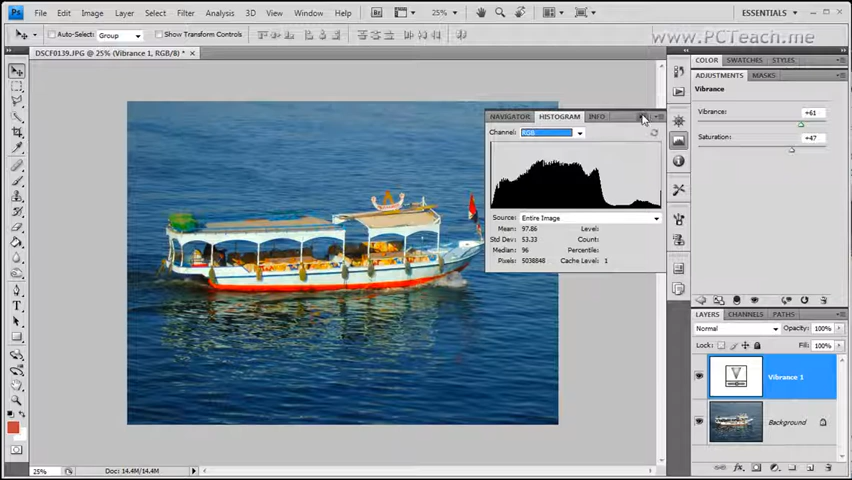 Ps File Edit Image Layer Select Filter Analysis 3D View Window Help Br 25% ESSENTIALS
Auto-Select: Group Show Transform Controls
www.PCTeach.me
DSCF0139.JPG @ 25% (Vibrance 1, RGB/8) * ×
COLOR SWATCHES STYLES
ADJUSTMENTS MASKS
Vibrance
Vibrance: +61
Saturation: +47
NAVIGATOR HISTOGRAM INFO
Channel: RGB
Source: Entire Image
Mean: 97.86 Level:
Std Dev: 53.33 Count:
Median: 96 Percentile:
Pixels: 5038848 Cache Level: 1
LAYERS CHANNELS PATHS
Normal Opacity: 100%
Lock: Fill: 100%
Vibrance 1
Background
T
fx
25% Doc: 14.4M/14.4M